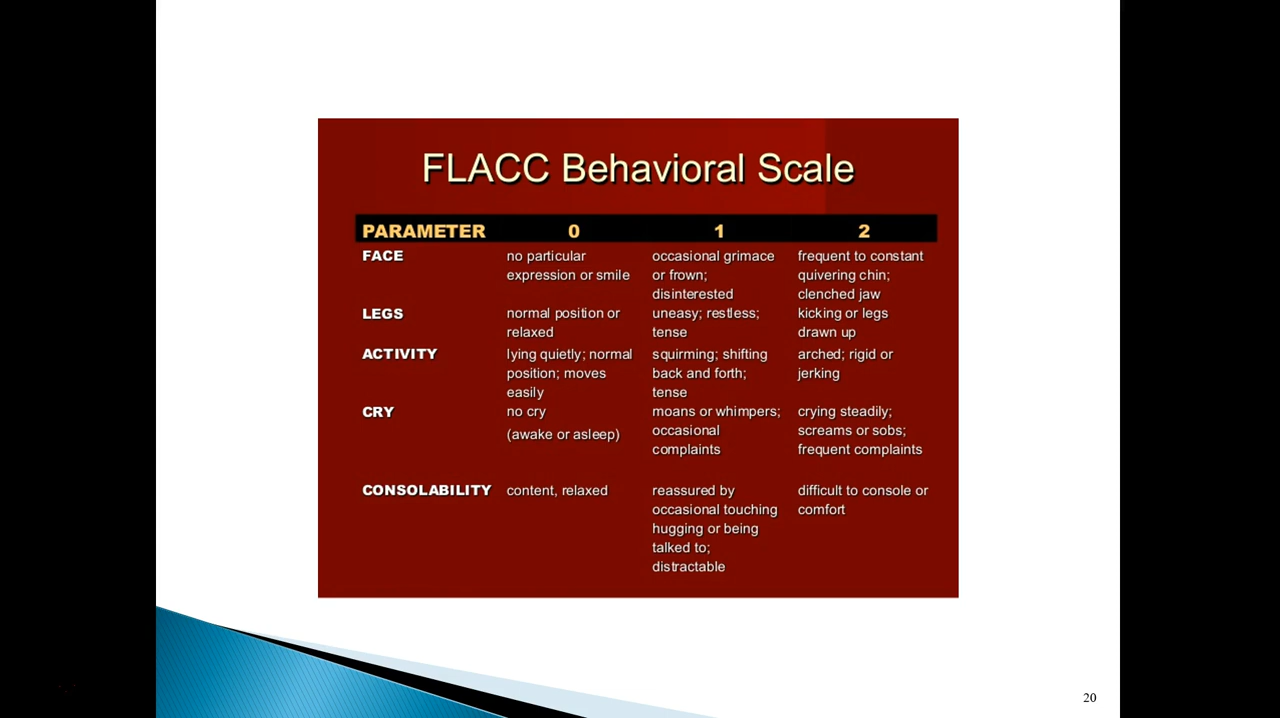 FLACC Behavioral Scale
PARAMETER 0 1 2
FACE no particular occasional grimace frequent to constant
expression or smile or frown; quivering chin;
disinterested clenched jaw
LEGS normal position or uneasy; restless; kicking or legs
relaxed tense drawn up
ACTIVITY lying quietly; normal squirming; shifting arched; rigid or
position; moves back and forth; jerking
easily tense
CRY no cry moans or whimpers; crying steadily;
(awake or asleep) occasional screams or sobs;
complaints frequent complaints
CONSOLABILITY content, relaxed reassured by difficult to console or
occasional touching comfort
hugging or being
talked to;
distractable
20